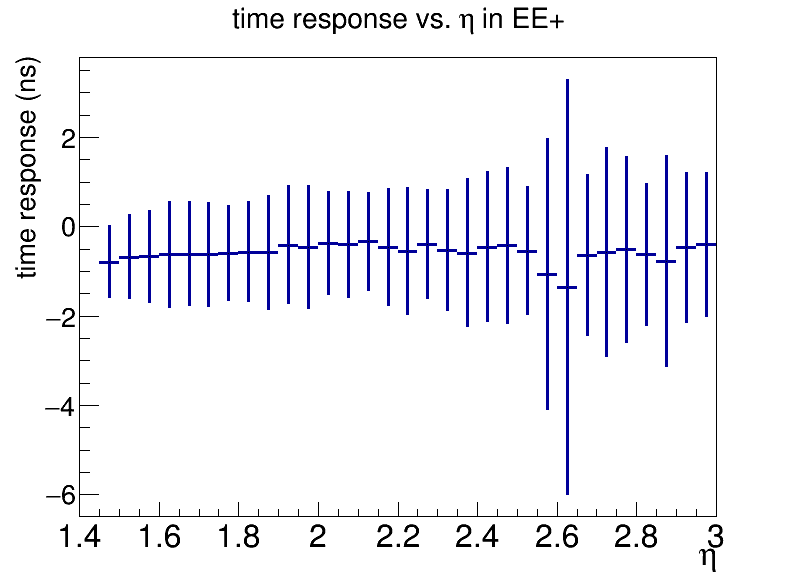 time response vs. η in EE+
time response (ns)
2
0
−2
−4
−6
1.4 1.6 1.8 2 2.2 2.4 2.6 2.8 3
η